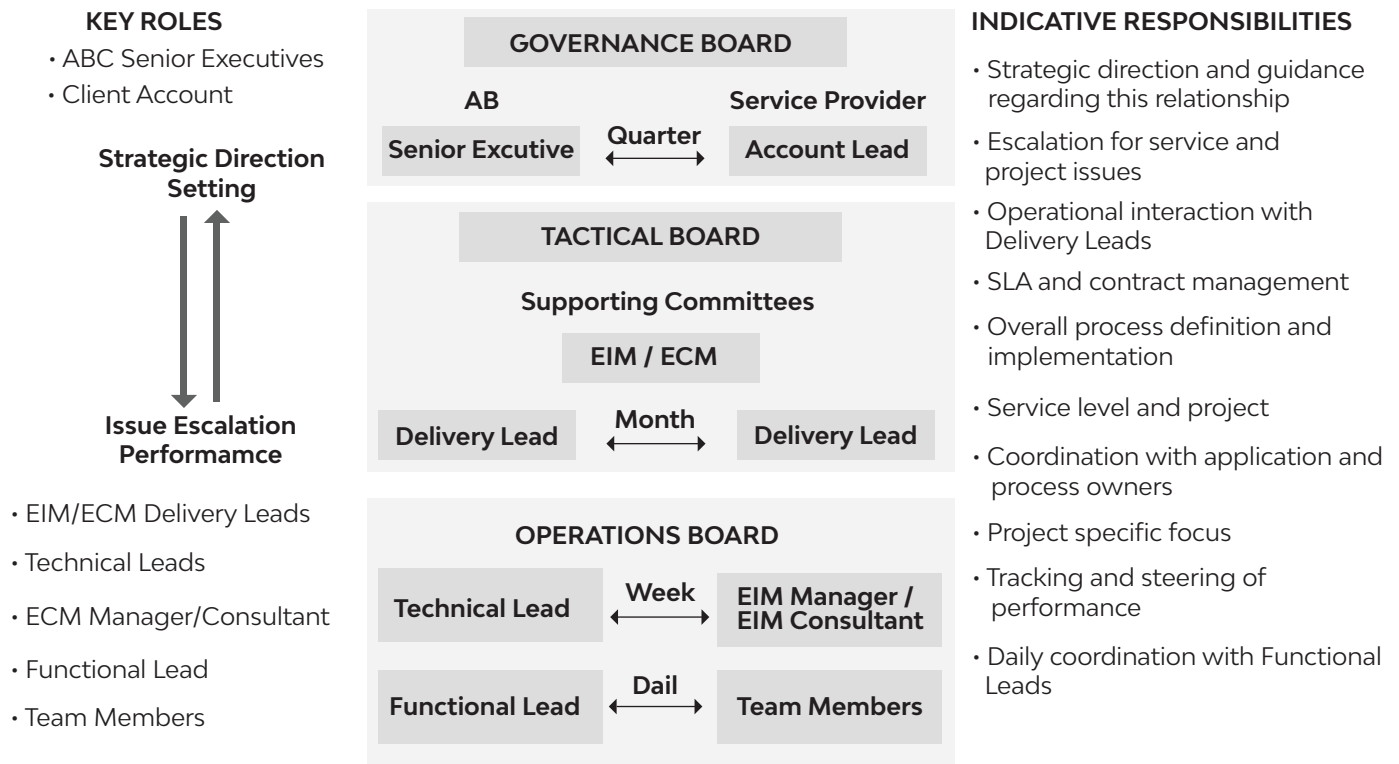 KEY ROLES
• ABC Senior Executives
• Client Account
Strategic Direction
Setting
Issue Escalation
Performamce
• EIM/ECM Delivery Leads
• Technical Leads
• ECM Manager/Consultant
• Functional Lead
• Team Members
GOVERNANCE BOARD
AB
Service Provider
Senior Excutive
Quarter
Account Lead
TACTICAL BOARD
Supporting Committees
EIM / ECM
Delivery Lead
Month
Delivery Lead
OPERATIONS BOARD
Technical Lead
Week
EIM Manager /
EIM Consultant
Functional Lead
Dail
Team Members
INDICATIVE RESPONSIBILITIES
• Strategic direction and guidance
regarding this relationship
• Escalation for service and
project issues
• Operational interaction with
Delivery Leads
• SLA and contract management
• Overall process definition and
implementation
• Service level and project
• Coordination with application and
process owners
• Project specific focus
• Tracking and steering of
performance
• Daily coordination with Functional
Leads